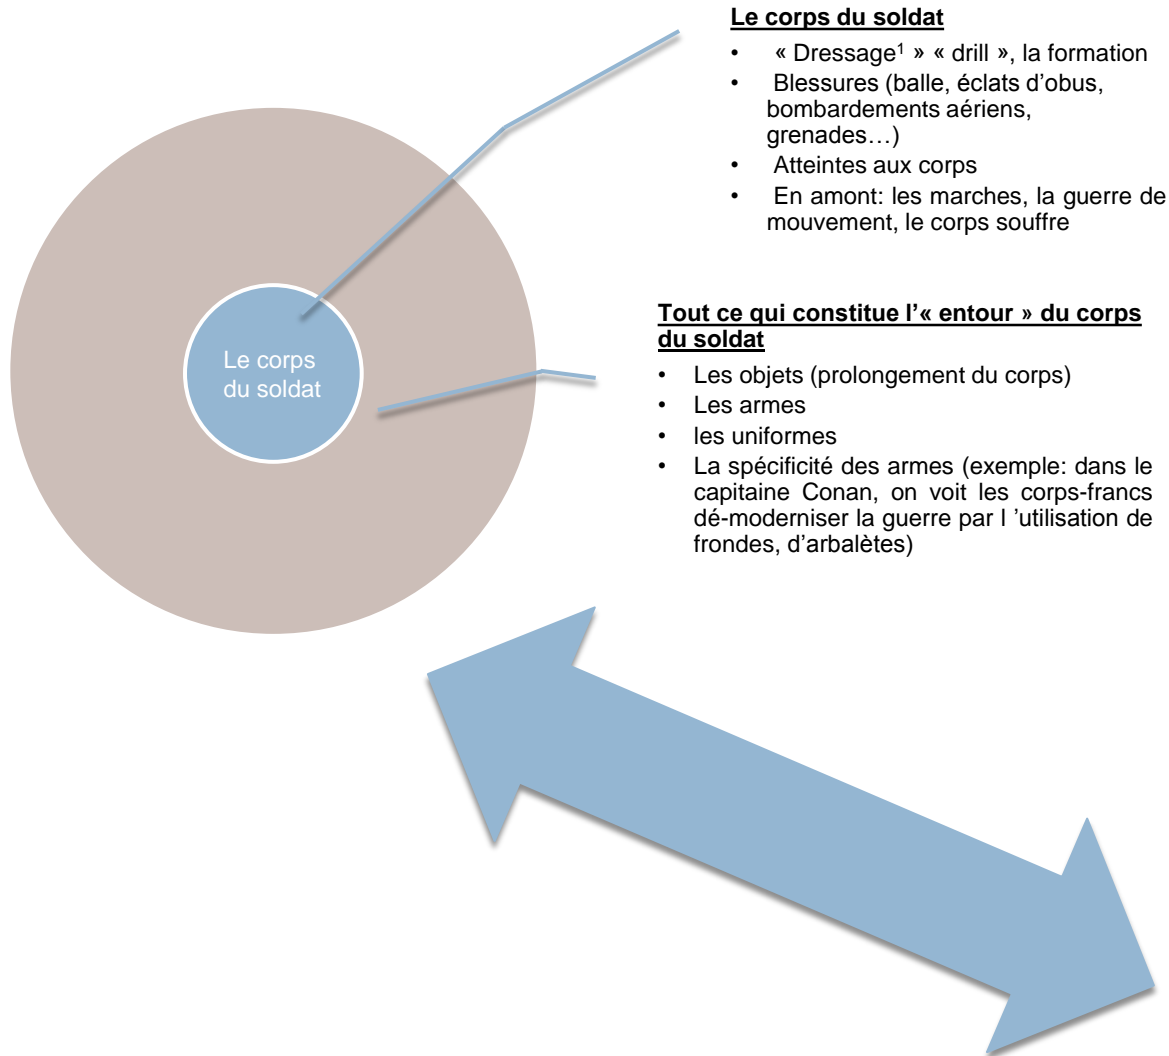 Le corps du soldat
• « Dressage¹ » « drill », la formation
• Blessures (balle, éclats d'obus,
bombardements aériens,
grenades…)
• Atteintes aux corps
• En amont: les marches, la guerre de
mouvement, le corps souffre
Le corps
du soldat
Tout ce qui constitue l'« entour » du corps
du soldat
• Les objets (prolongement du corps)
• Les armes
• les uniformes
• La spécificité des armes (exemple: dans le
capitaine Conan, on voit les corps-francs
dé-moderniser la guerre par l 'utilisation de
frondes, d'arbalètes)